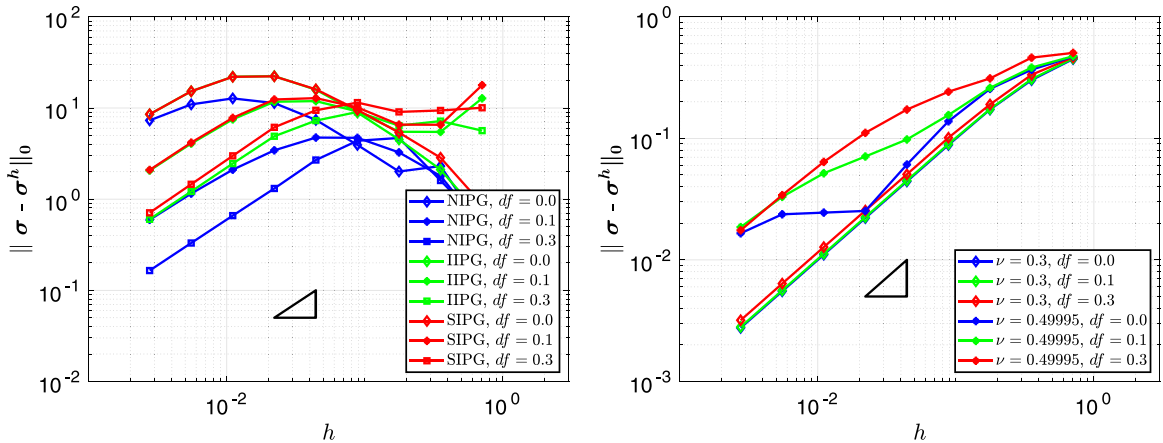 10^2
10^1
10^0
10^-1
10^-2
‖ σ - σ^h ‖_0
10^-2
10^0
h
NIPG, df = 0.0
NIPG, df = 0.1
NIPG, df = 0.3
IIPG, df = 0.0
IIPG, df = 0.1
IIPG, df = 0.3
SIPG, df = 0.0
SIPG, df = 0.1
SIPG, df = 0.3
10^0
10^-1
10^-2
10^-3
‖ σ - σ^h ‖_0
10^-2
10^0
h
ν = 0.3, df = 0.0
ν = 0.3, df = 0.1
ν = 0.3, df = 0.3
ν = 0.49995, df = 0.0
ν = 0.49995, df = 0.1
ν = 0.49995, df = 0.3